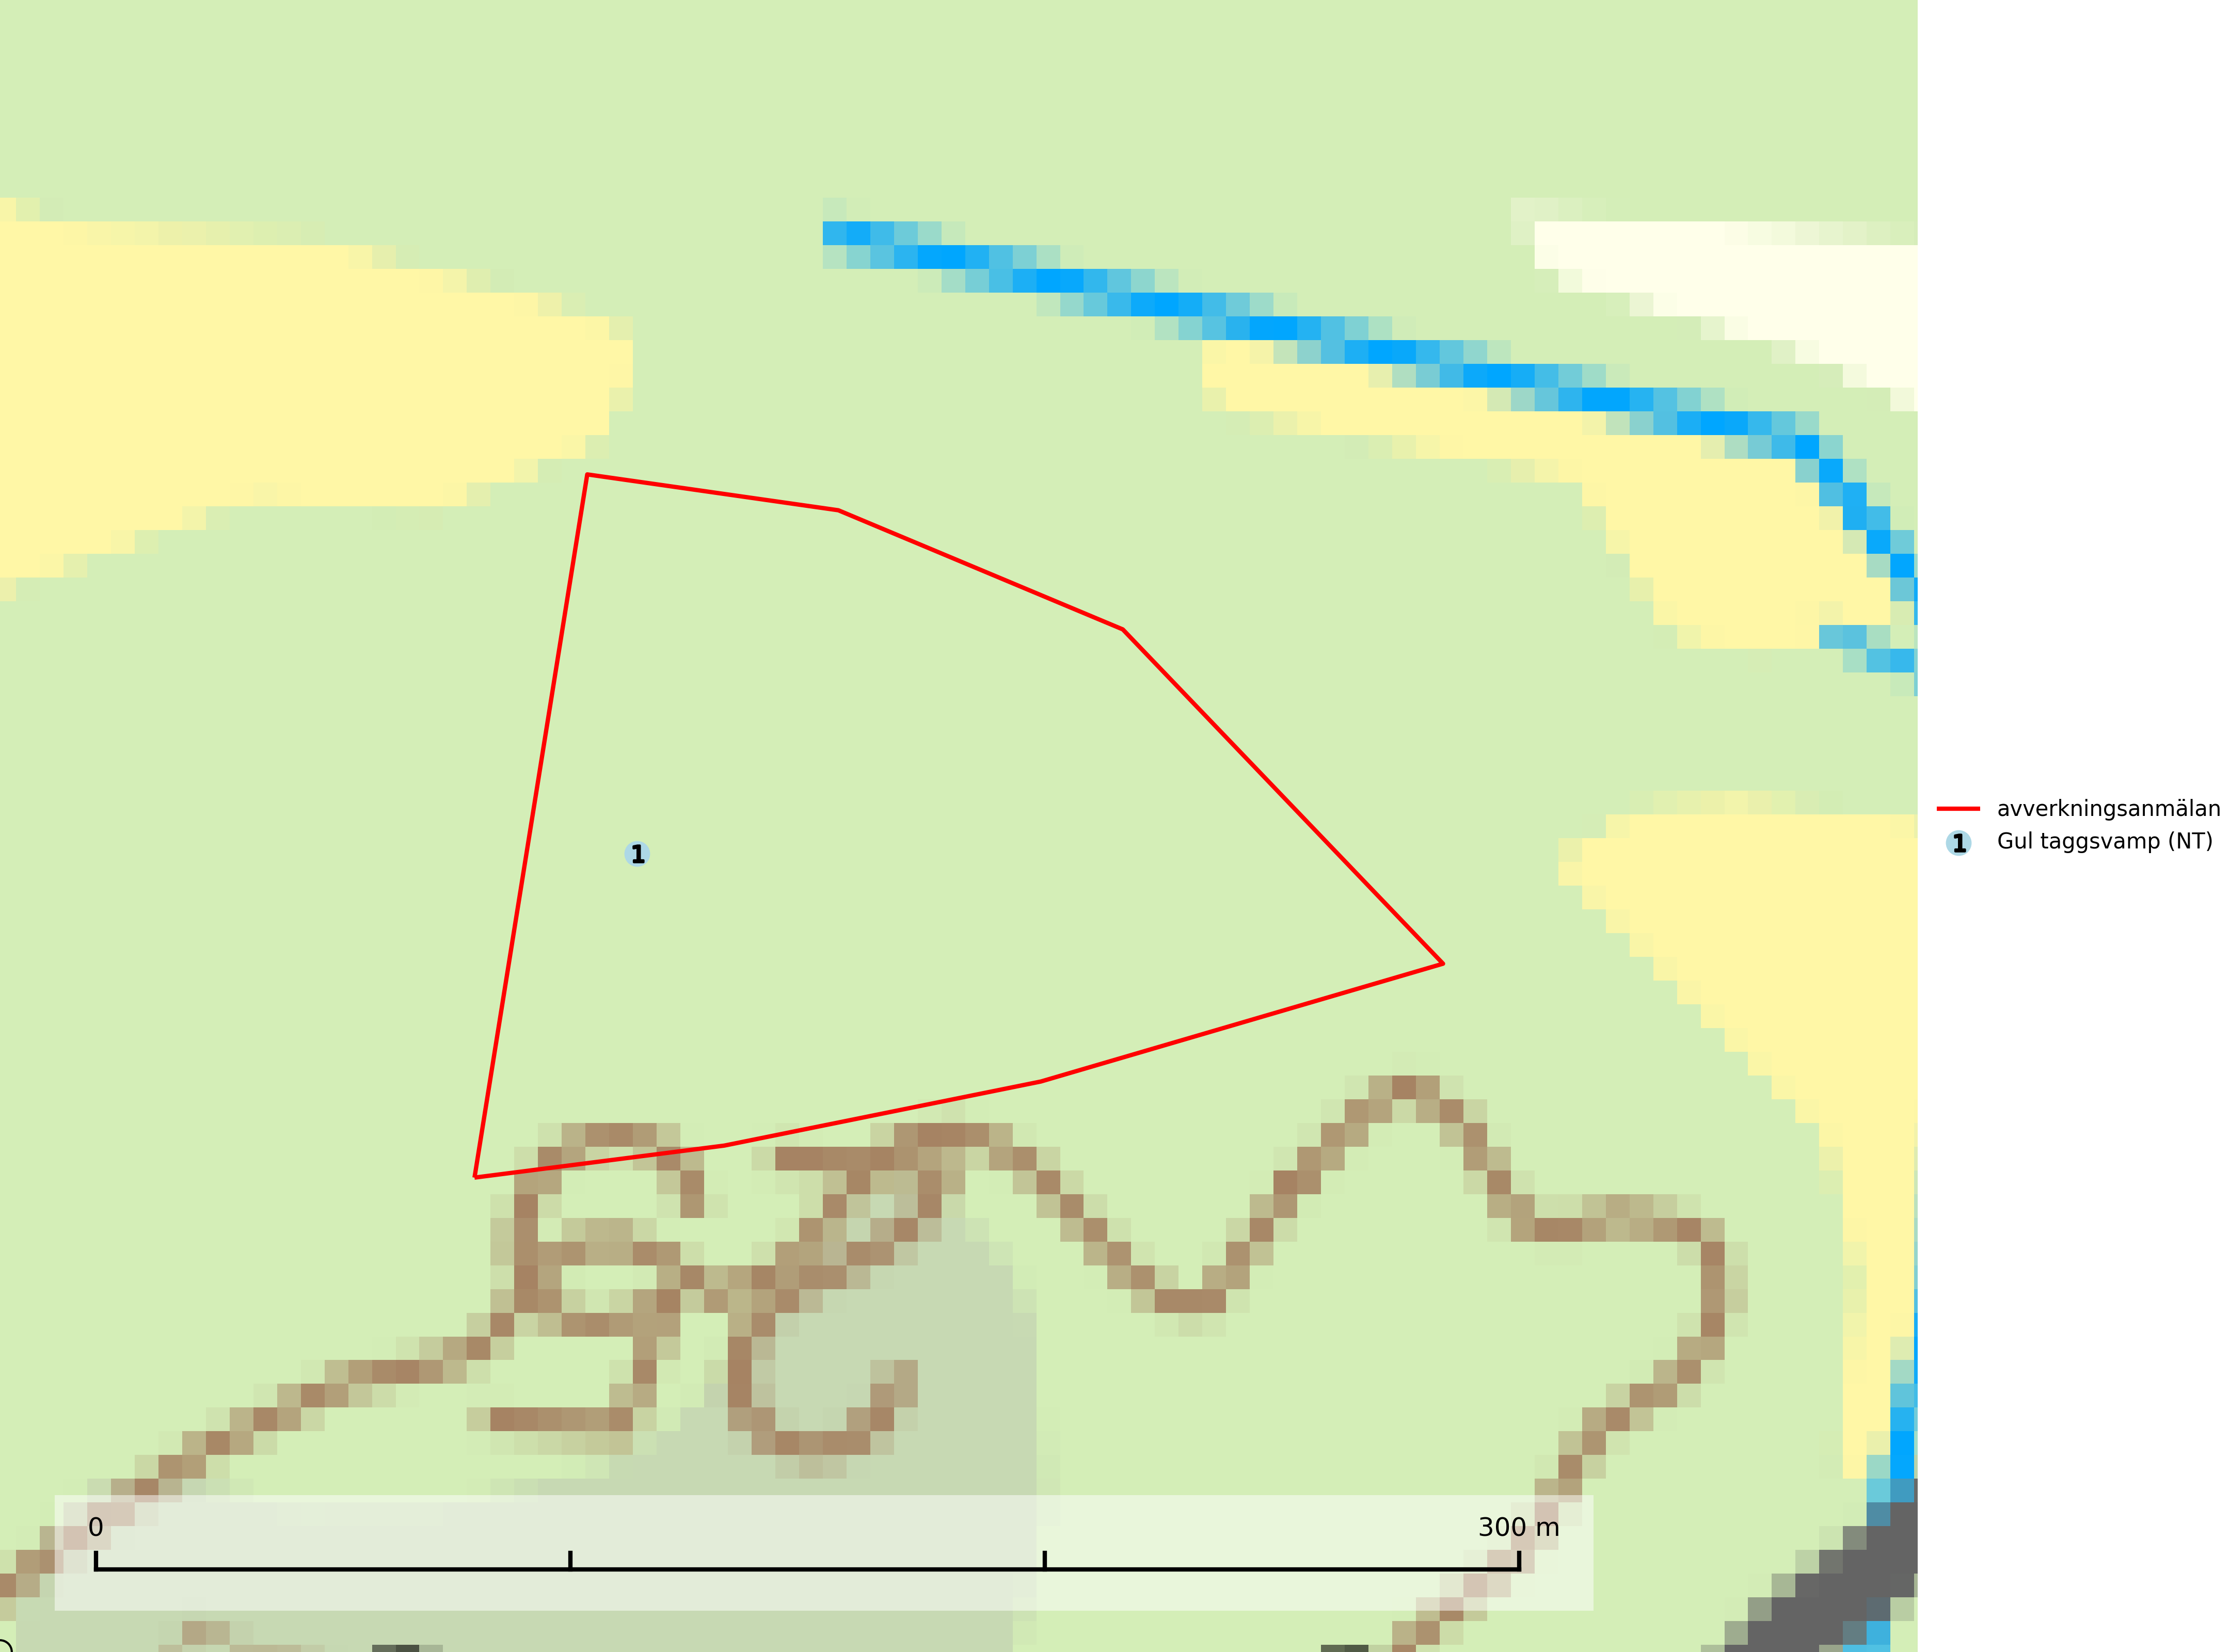 1
avverkningsanmälan
1 Gul taggsvamp (NT)
0 300 m